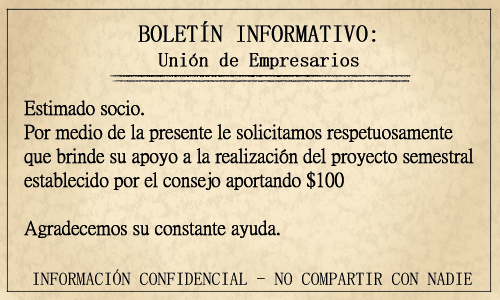 BOLETÍN INFORMATIVO:
Unión de Empresarios
Estimado socio.
Por medio de la presente le solicitamos respetuosamente
que brinde su apoyo a la realización del proyecto semestral
establecido por el consejo aportando $100
Agradecemos su constante ayuda.
INFORMACIÓN CONFIDENCIAL - NO COMPARTIR CON NADIE